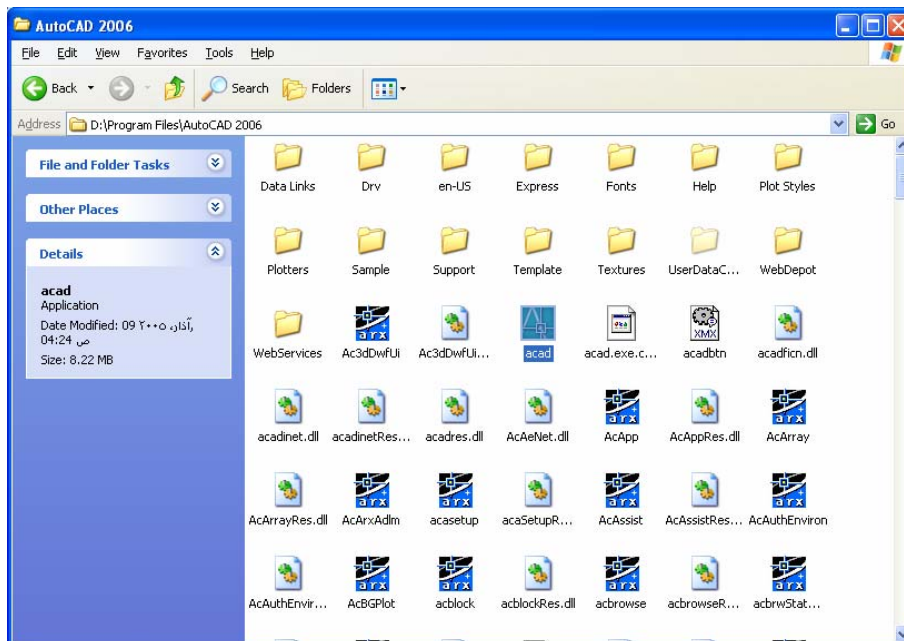 AutoCAD 2006
File Edit View Favorites Tools Help
Back Search Folders
Address D:\Program Files\AutoCAD 2006 Go
File and Folder Tasks
Other Places
Details
acad
Application
Date Modified: 09 آذار, ٢٠٠٥,
04:24 ص
Size: 8.22 MB
Data Links Drv en-US Express Fonts Help Plot Styles
Plotters Sample Support Template Textures UserDataC... WebDepot
WebServices Ac3dDwfUi Ac3dDwfUi... acad acad.exe.c... acadbtn acadficn.dll
acadinet.dll acadinetRes... acadres.dll AcAeNet.dll AcApp AcAppRes.dll AcArray
AcArrayRes.dll AcArxAdlm acasetup acaSetupR... AcAssist AcAssistRes... AcAuthEnviron
AcAuthEnvir... AcBGPlot acblock acblockRes.dll acbrowse acbrowseR... acbrwStat...